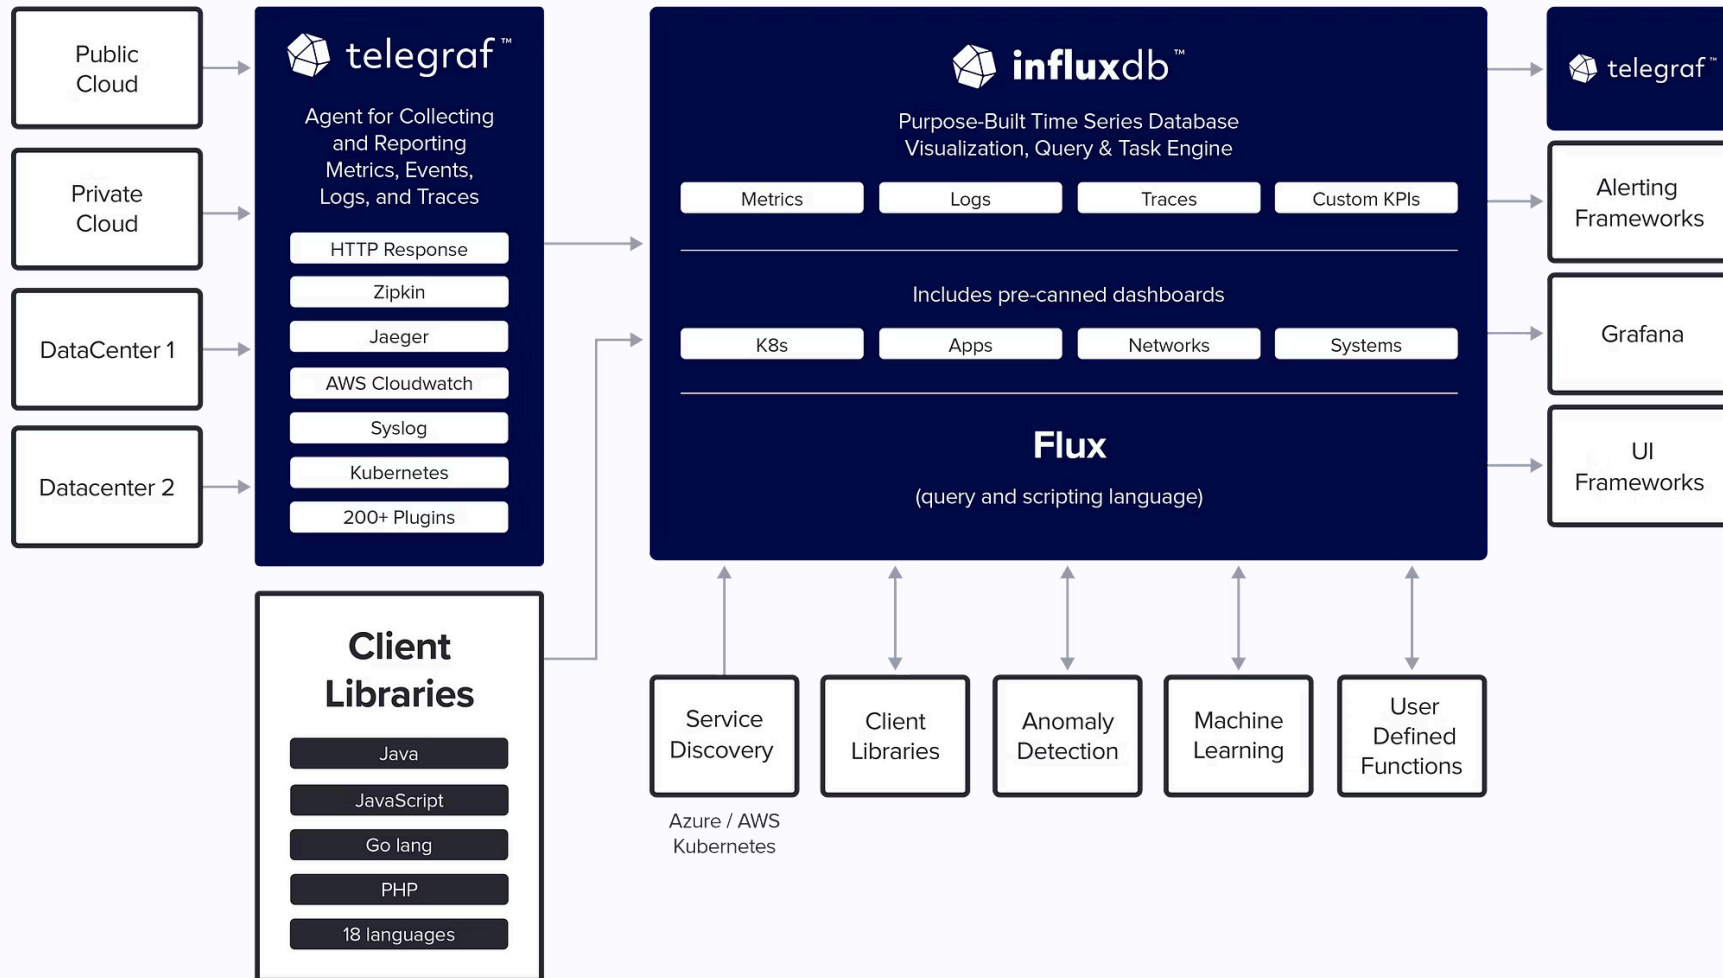 Public
Cloud
Private
Cloud
DataCenter 1
Datacenter 2
telegraf™
Agent for Collecting
and Reporting
Metrics, Events,
Logs, and Traces
HTTP Response
Zipkin
Jaeger
AWS Cloudwatch
Syslog
Kubernetes
200+ Plugins
Client
Libraries
Java
JavaScript
Go lang
PHP
18 languages
influxdb™
Purpose-Built Time Series Database
Visualization, Query & Task Engine
Metrics
Logs
Traces
Custom KPIs
Includes pre-canned dashboards
K8s
Apps
Networks
Systems
Flux
(query and scripting language)
Service
Discovery
Azure / AWS
Kubernetes
Client
Libraries
Anomaly
Detection
Machine
Learning
User
Defined
Functions
telegraf™
Alerting
Frameworks
Grafana
UI
Frameworks